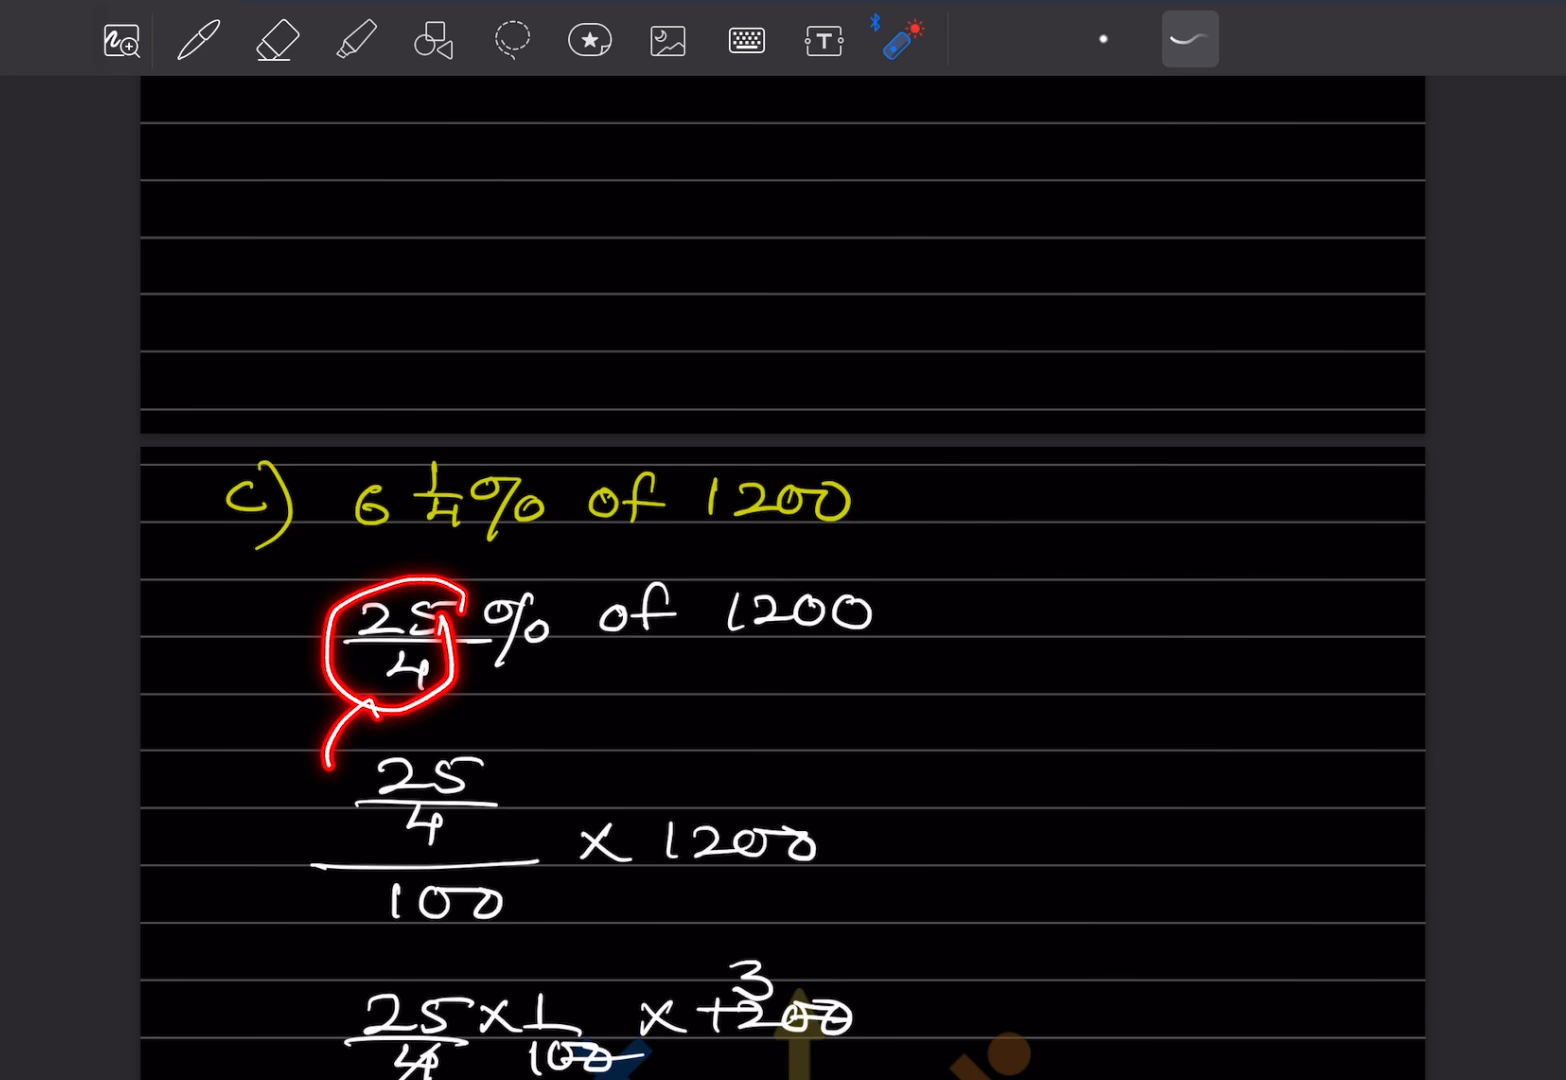 c) 6 1/4 % of 1200
25/4 % of 1200
25
4
x 1200
100
3
25 x 1 x 1200
4 100